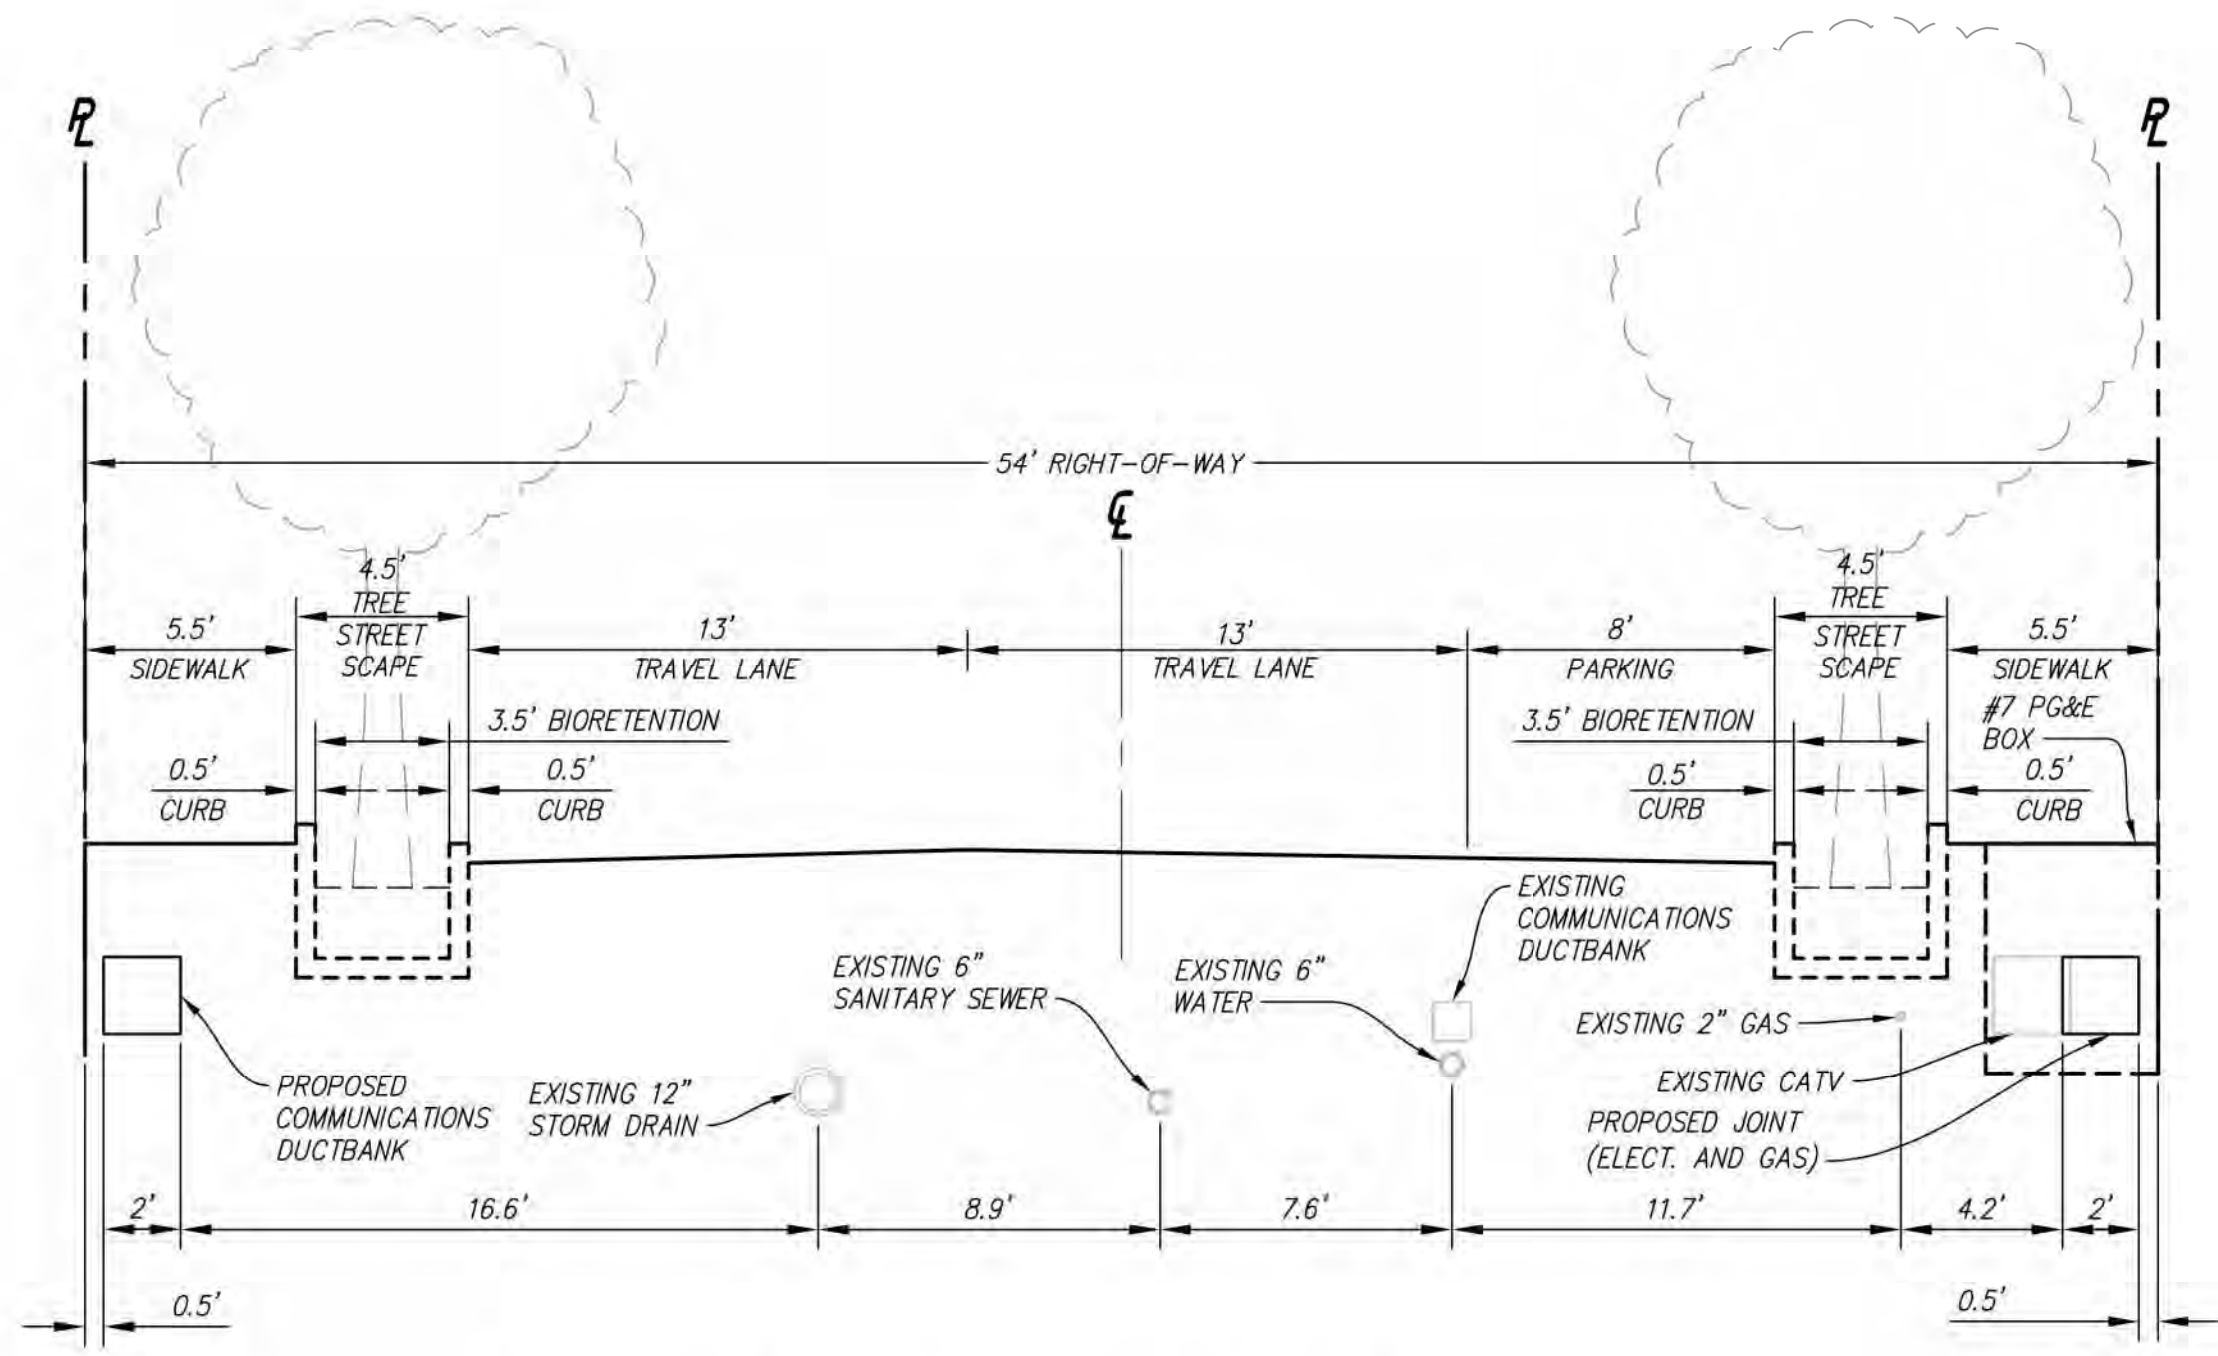 PL
PL
54' RIGHT-OF-WAY
CL
4.5'
TREE
STREET
SCAPE
4.5'
TREE
STREET
SCAPE
5.5'
SIDEWALK
13'
TRAVEL LANE
13'
TRAVEL LANE
8'
PARKING
5.5'
SIDEWALK
3.5' BIORETENTION
3.5' BIORETENTION
#7 PG&E
BOX
0.5'
CURB
0.5'
CURB
0.5'
CURB
0.5'
CURB
EXISTING
COMMUNICATIONS
DUCTBANK
EXISTING 6"
SANITARY SEWER
EXISTING 6"
WATER
EXISTING 2" GAS
EXISTING CATV
PROPOSED
COMMUNICATIONS
DUCTBANK
EXISTING 12"
STORM DRAIN
PROPOSED JOINT
(ELECT. AND GAS)
2'
16.6'
8.9'
7.6'
11.7'
4.2'
2'
0.5'
0.5'